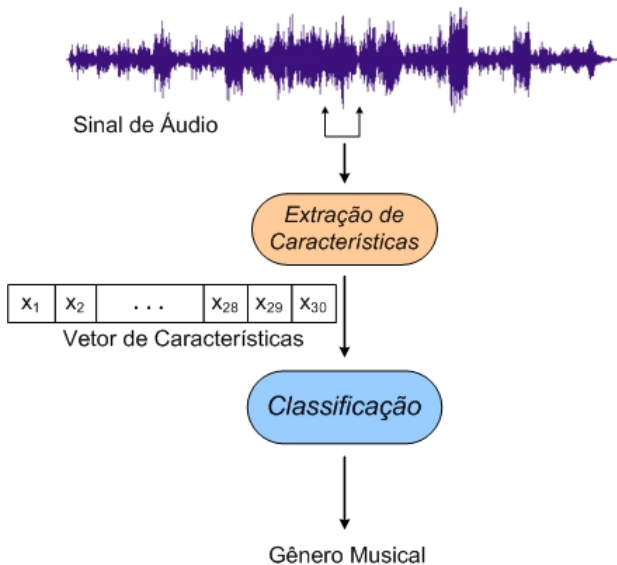 Sinal de Áudio
Extração de
Características
x₁ x₂ . . . x₂₈ x₂₉ x₃₀
Vetor de Características
Classificação
Gênero Musical